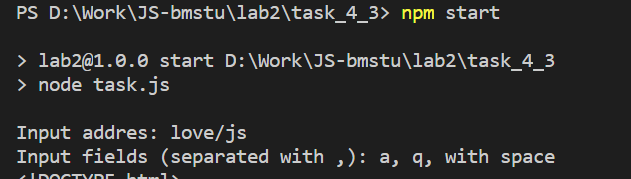 PS D:\Work\JS-bmstu\lab2\task_4_3> npm start
> lab2@1.0.0 start D:\Work\JS-bmstu\lab2\task_4_3
> node task.js
Input addres: love/js
Input fields (separated with ,): a, q, with space
<!DOCTYPE html>